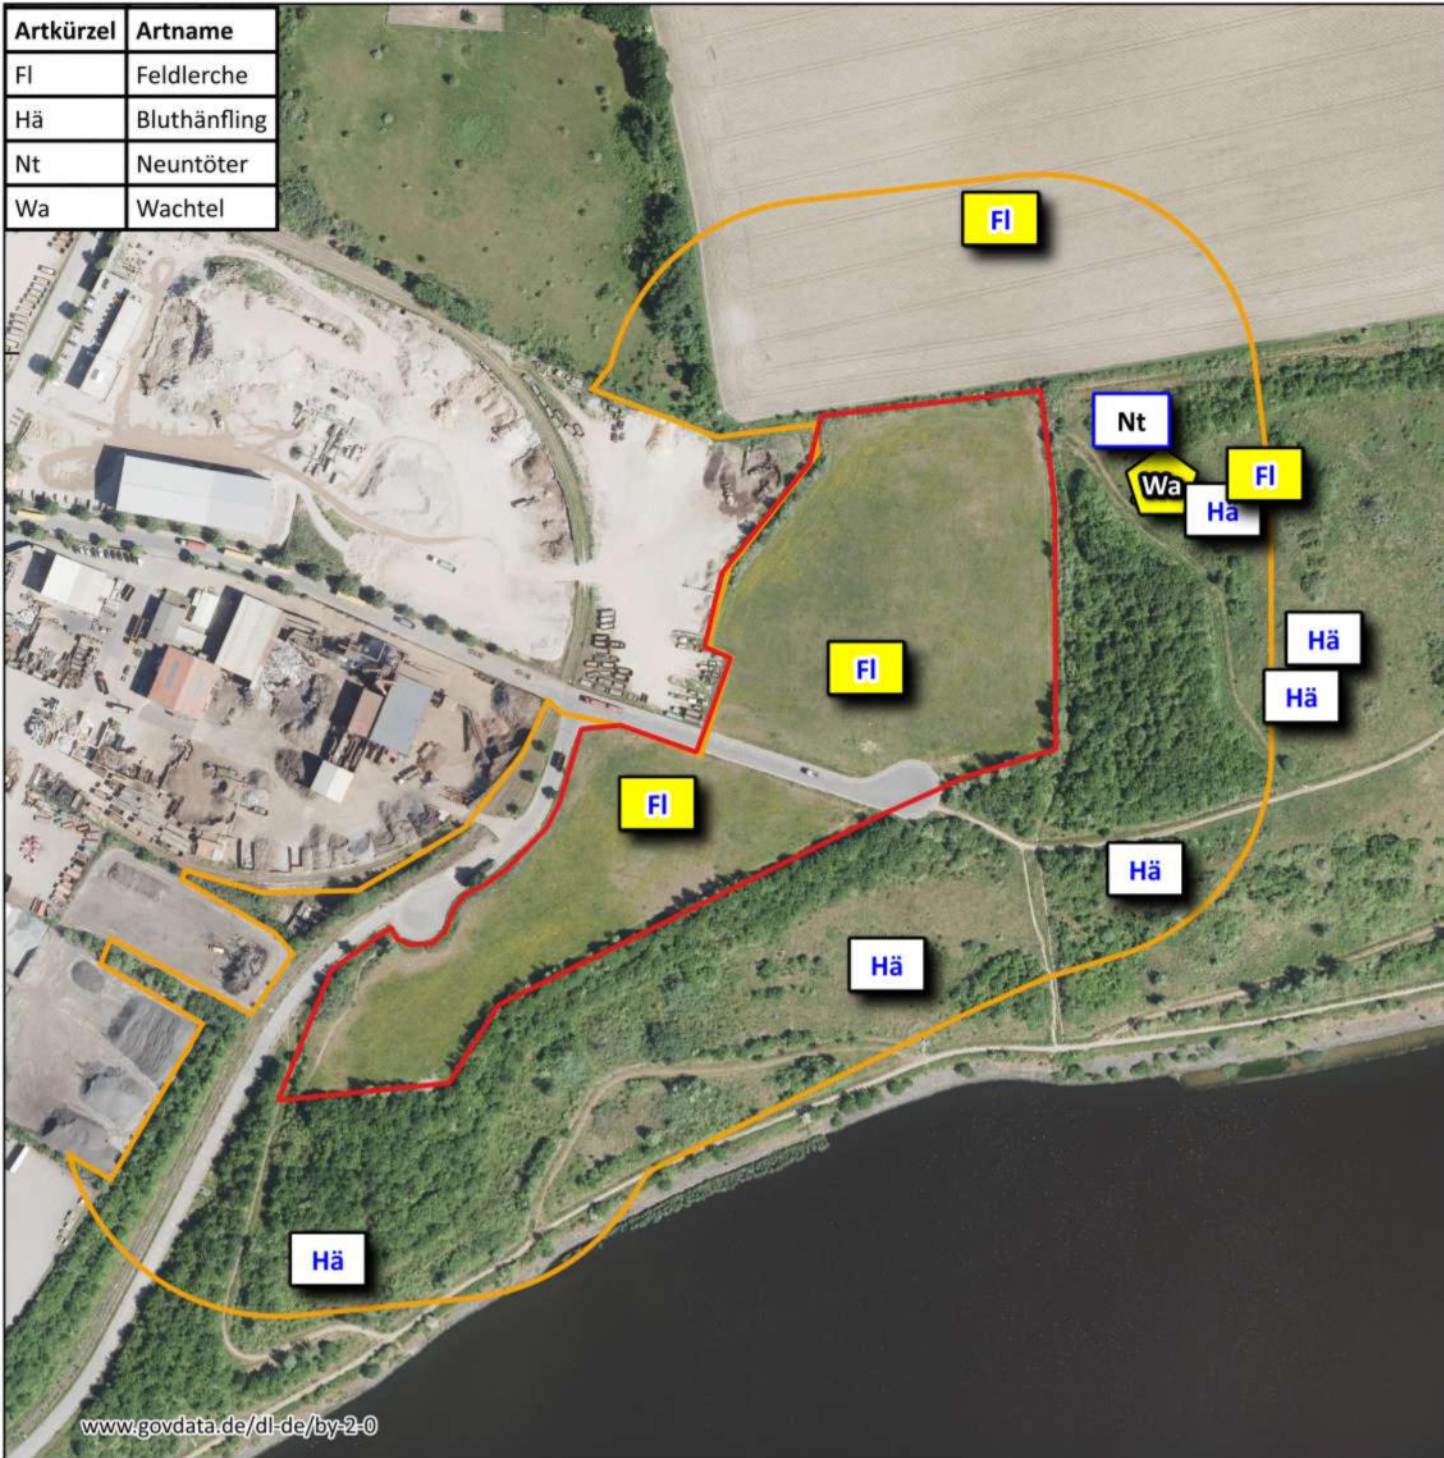 Artkürzel Artname
Fl Feldlerche
Hä Bluthänfling
Nt Neuntöter
Wa Wachtel
Fl
Nt
Wa
Hä
Fl
Hä
Hä
Fl
Fl
Hä
Hä
Hä
www.govdata.de/dl-de/by-2-0